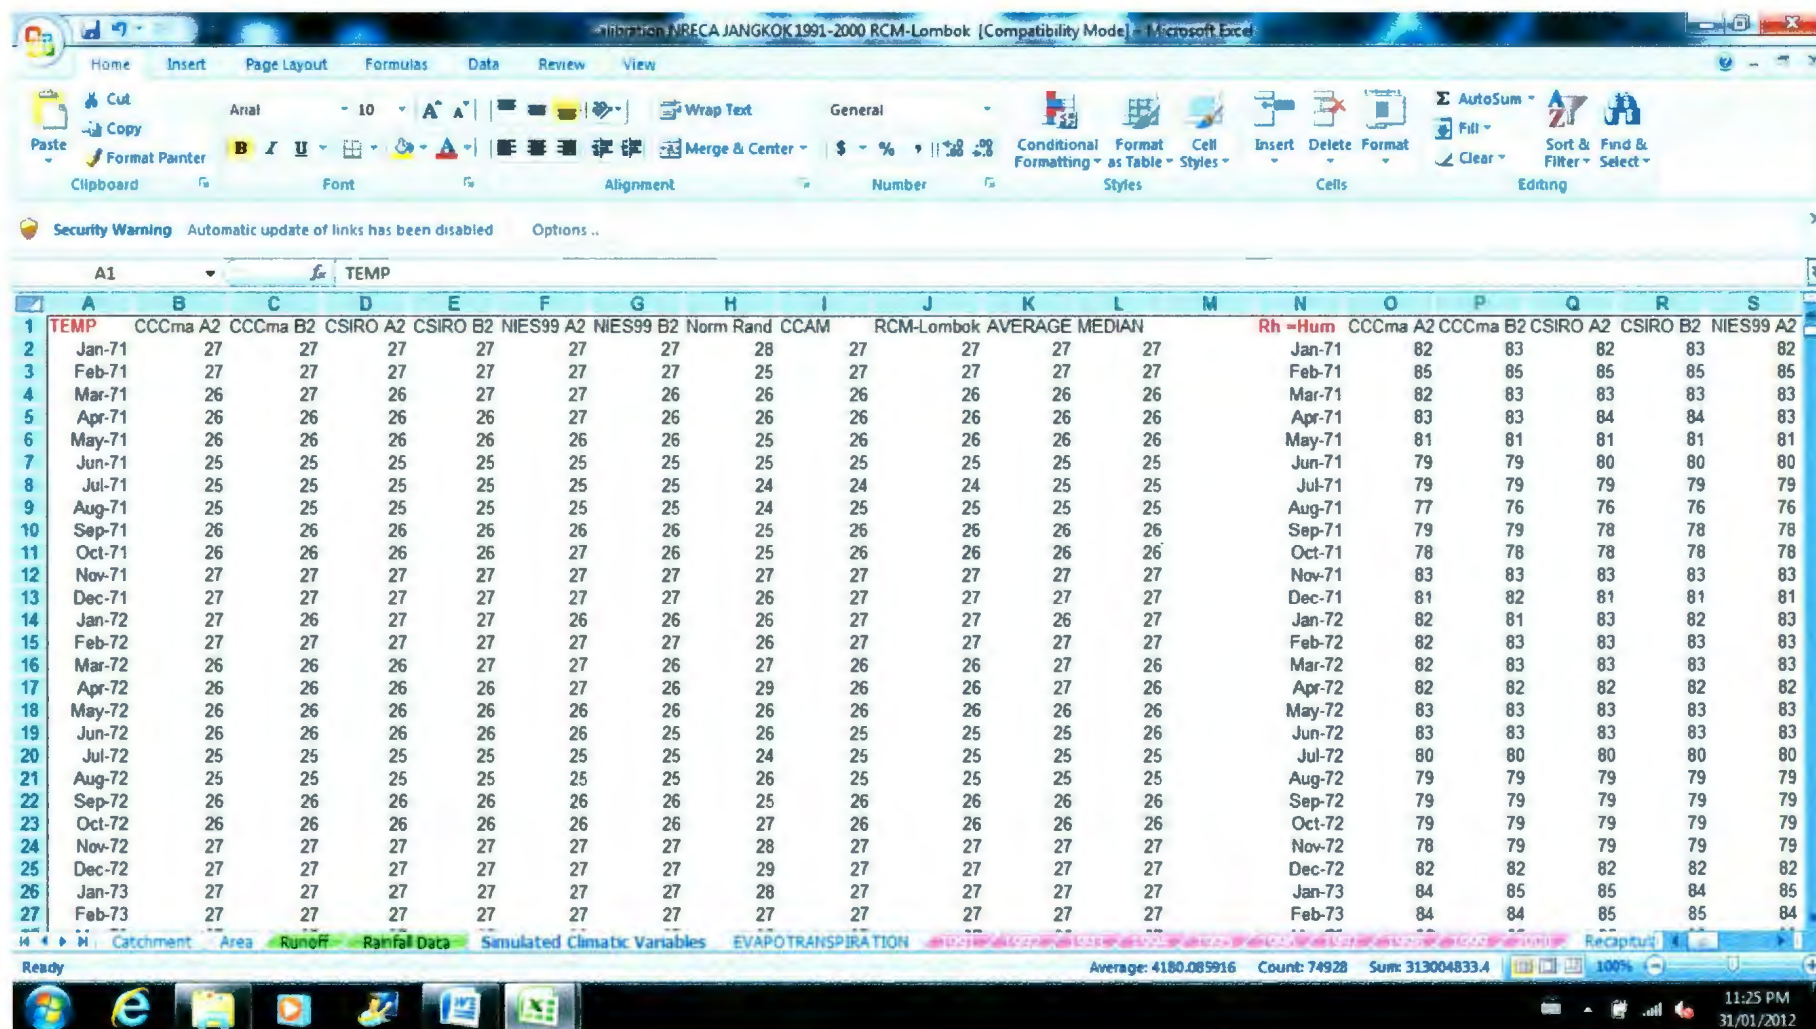 alibration NRECA JANGKOK 1991-2000 RCM-Lombok [Compatibility Mode] - Microsoft Excel
Home Insert Page Layout Formulas Data Review View
Cut
Copy
Format Painter
Paste
Clipboard
Arial 10
B I U
Font
Wrap Text
Merge & Center
Alignment
General
$ % ,
Number
Conditional Formatting
Format as Table
Cell Styles
Styles
Insert Delete Format
Cells
Σ AutoSum
Fill
Clear
Sort & Filter
Find & Select
Editing
Security Warning Automatic update of links has been disabled Options ..
A1 fx TEMP
A B C D E F G H I J K L M N O P Q R S
1 TEMP CCCma A2 CCCma B2 CSIRO A2 CSIRO B2 NIES99 A2 NIES99 B2 Norm Rand CCAM RCM-Lombok AVERAGE MEDIAN Rh =Hum CCCma A2 CCCma B2 CSIRO A2 CSIRO B2 NIES99 A2
2 Jan-71 27 27 27 27 27 27 28 27 27 27 27 Jan-71 82 83 82 83 82
3 Feb-71 27 27 27 27 27 27 25 27 27 27 27 Feb-71 85 85 85 85 85
4 Mar-71 26 27 26 27 27 26 26 26 26 26 26 Mar-71 82 83 83 83 83
5 Apr-71 26 26 26 26 27 26 26 26 26 26 26 Apr-71 83 83 84 84 83
6 May-71 26 26 26 26 26 26 25 26 26 26 26 May-71 81 81 81 81 81
7 Jun-71 25 25 25 25 25 25 25 25 25 25 25 Jun-71 79 79 80 80 80
8 Jul-71 25 25 25 25 25 25 24 24 24 25 25 Jul-71 79 79 79 79 79
9 Aug-71 25 25 25 25 25 25 24 25 25 25 25 Aug-71 77 76 76 76 76
10 Sep-71 26 26 26 26 26 26 25 26 26 26 26 Sep-71 79 79 78 78 78
11 Oct-71 26 26 26 26 27 26 25 26 26 26 26 Oct-71 78 78 78 78 78
12 Nov-71 27 27 27 27 27 27 27 27 27 27 27 Nov-71 83 83 83 83 83
13 Dec-71 27 27 27 27 27 27 26 27 27 27 27 Dec-71 81 82 81 81 81
14 Jan-72 27 26 27 27 26 26 26 27 27 26 27 Jan-72 82 81 83 82 83
15 Feb-72 27 27 27 27 27 27 26 27 27 27 27 Feb-72 82 83 83 83 83
16 Mar-72 26 26 26 27 27 26 27 26 26 27 26 Mar-72 82 83 83 83 83
17 Apr-72 26 26 26 26 27 26 29 26 26 27 26 Apr-72 82 82 82 82 82
18 May-72 26 26 26 26 26 26 26 26 26 26 26 May-72 83 83 83 83 83
19 Jun-72 26 26 26 26 26 25 26 25 25 26 26 Jun-72 83 83 83 83 83
20 Jul-72 25 25 25 25 25 25 24 25 25 25 25 Jul-72 80 80 80 80 80
21 Aug-72 25 25 25 25 25 25 26 25 25 25 25 Aug-72 79 79 79 79 79
22 Sep-72 26 26 26 26 26 26 25 26 26 26 26 Sep-72 79 79 79 79 79
23 Oct-72 26 26 26 26 26 26 27 26 26 26 26 Oct-72 79 79 79 79 79
24 Nov-72 27 27 27 27 27 27 28 27 27 27 27 Nov-72 78 79 79 79 79
25 Dec-72 27 27 27 27 27 27 29 27 27 27 27 Dec-72 82 82 82 82 82
26 Jan-73 27 27 27 27 27 27 28 27 27 27 27 Jan-73 84 85 85 84 85
27 Feb-73 27 27 27 27 27 27 27 27 27 27 27 Feb-73 84 84 85 85 84
Catchment Area Runoff Rainfall Data Simulated Climatic Variables EVAPOTRANSPIRATION 1991 1992 1993 1994 1995 1996 1997 1998 1999 2000 Recapitul
Ready Average: 4180.085916 Count: 74928 Sum: 313004833.4 100%
11:25 PM
31/01/2012